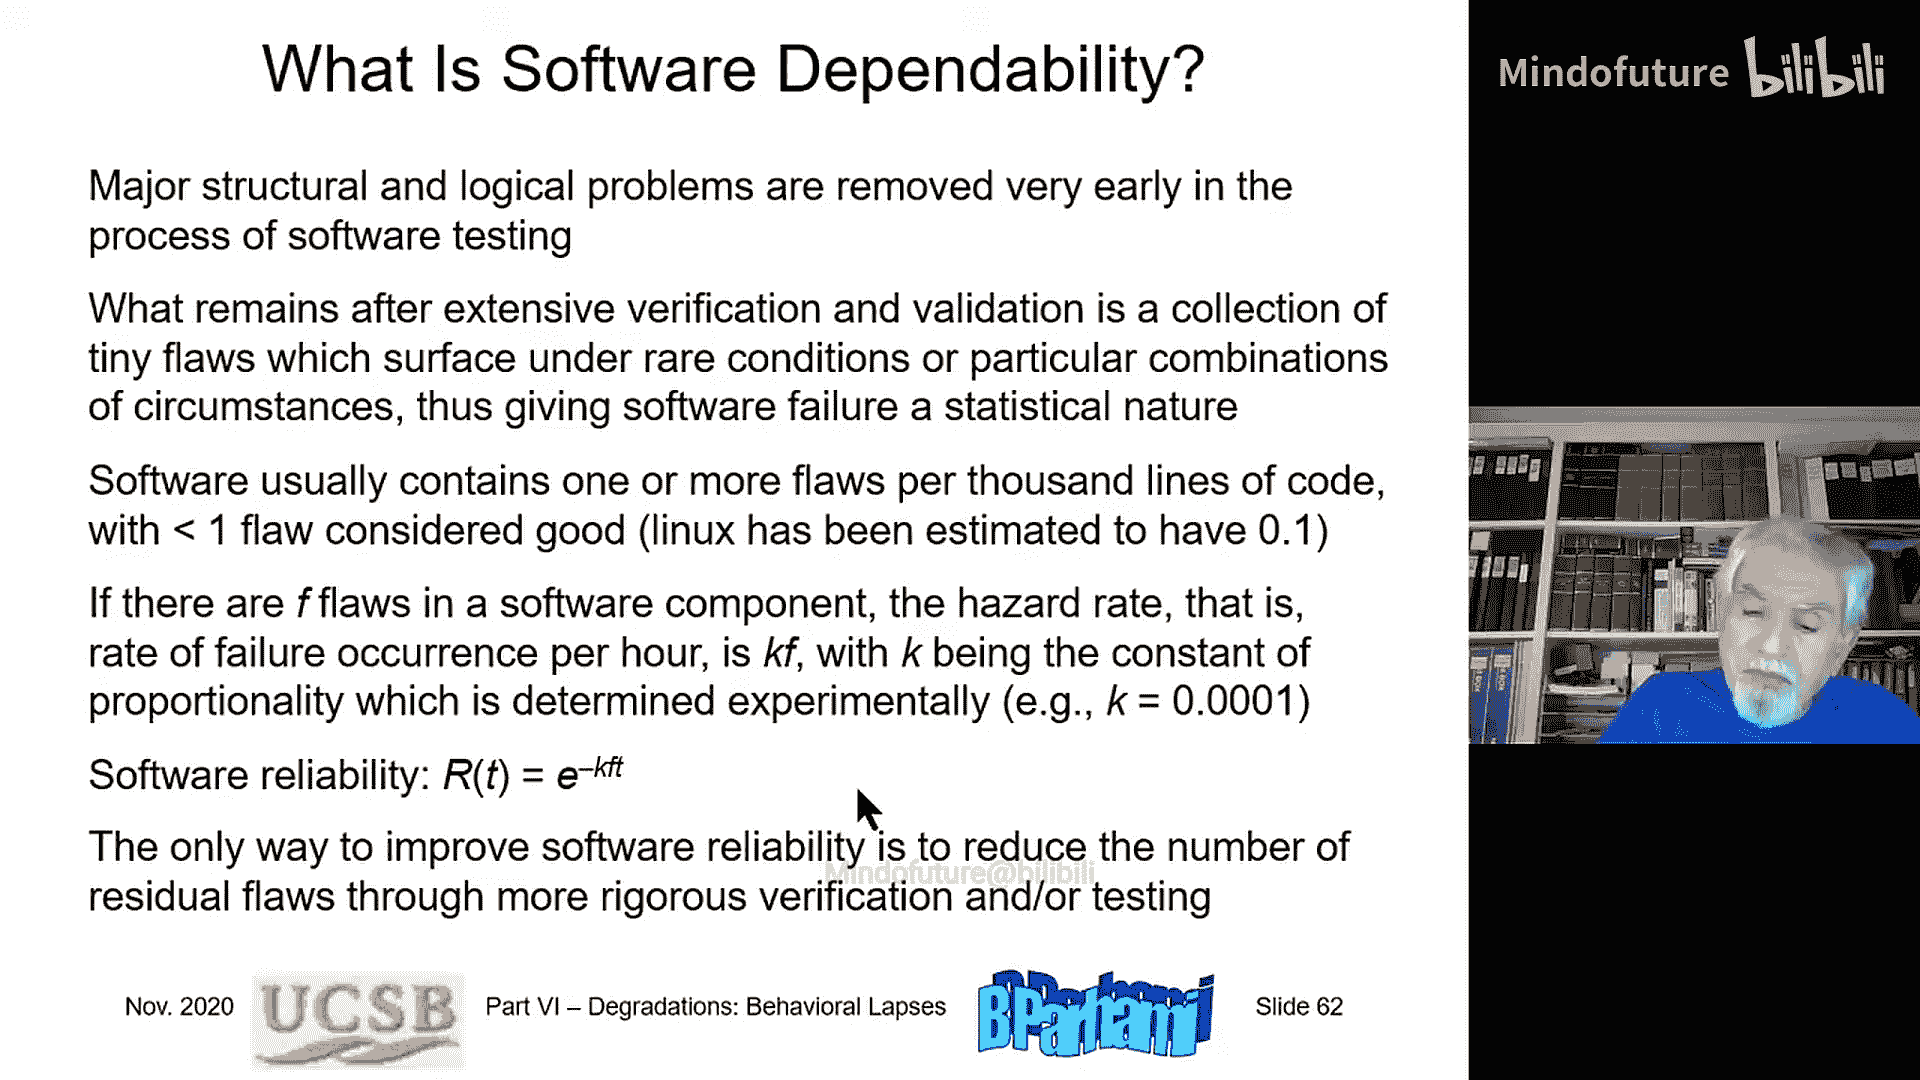 What Is Software Dependability?
Mindofuture bilibili
Major structural and logical problems are removed very early in the
process of software testing
What remains after extensive verification and validation is a collection of
tiny flaws which surface under rare conditions or particular combinations
of circumstances, thus giving software failure a statistical nature
Software usually contains one or more flaws per thousand lines of code,
with < 1 flaw considered good (linux has been estimated to have 0.1)
If there are f flaws in a software component, the hazard rate, that is,
rate of failure occurrence per hour, is kf, with k being the constant of
proportionality which is determined experimentally (e.g., k = 0.0001)
Software reliability: R(t) = e–kft
The only way to improve software reliability is to reduce the number of
Mindofuture@bilibili
residual flaws through more rigorous verification and/or testing
Nov. 2020 UCSB Part VI – Degradations: Behavioral Lapses B Parhami Slide 62